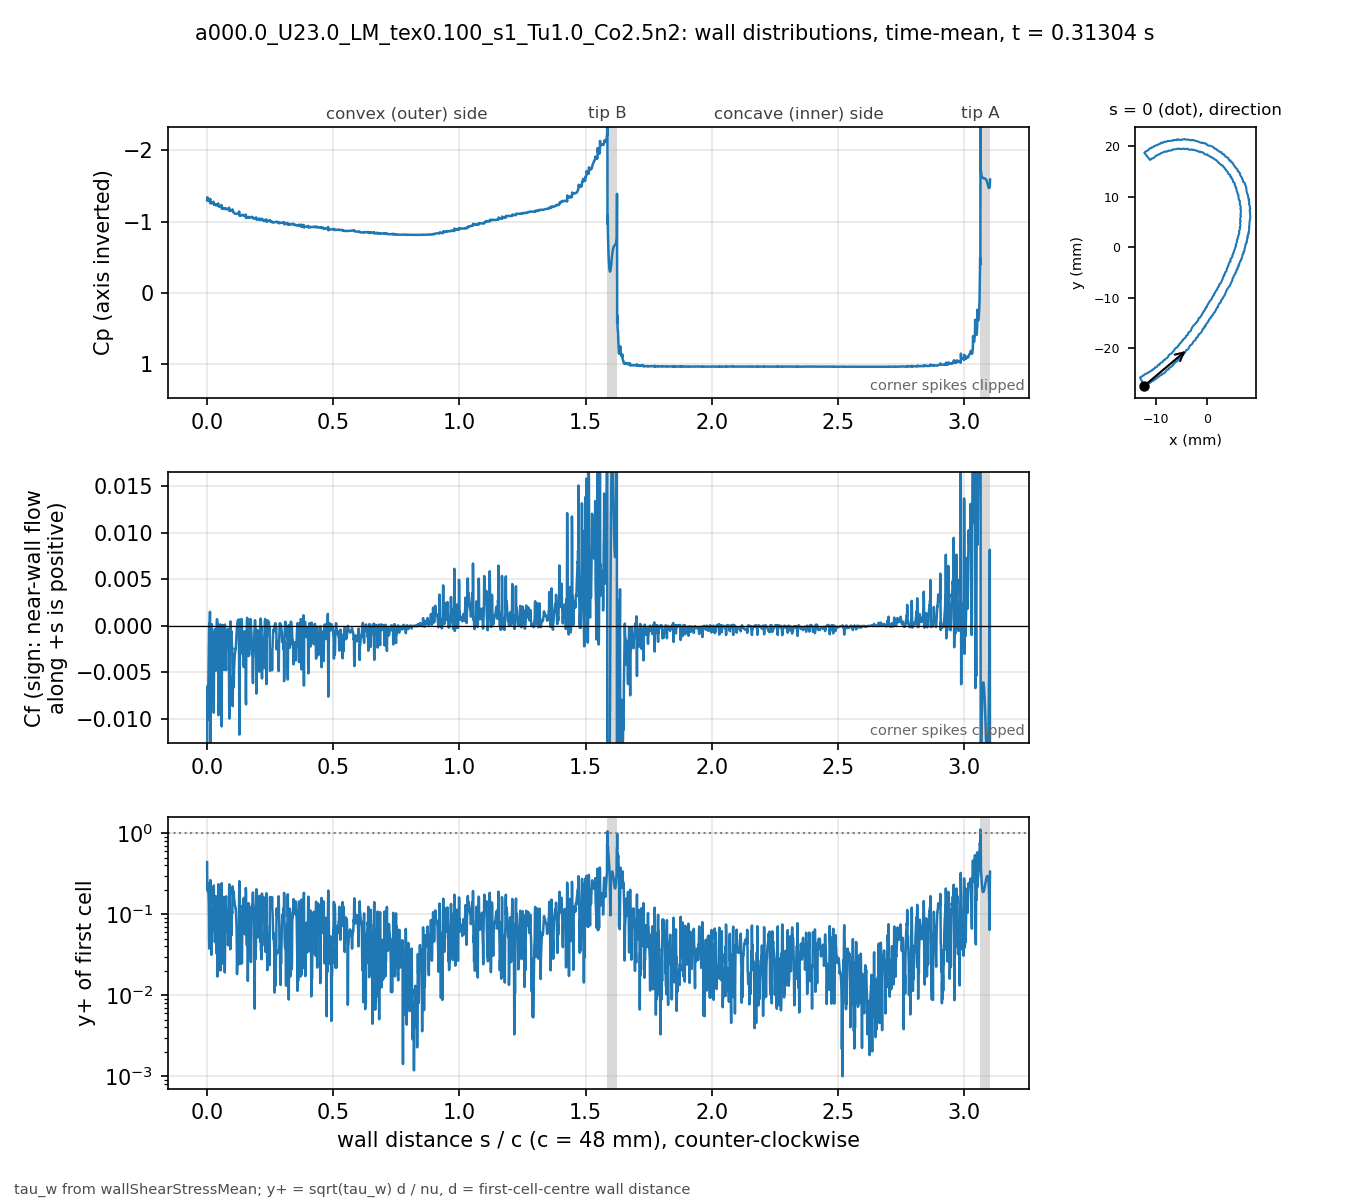 a000.0_U23.0_LM_tex0.100_s1_Tu1.0_Co2.5n2: wall distributions, time-mean, t = 0.31304 s
convex (outer) side
tip B
concave (inner) side
tip A
Cp (axis inverted)
−2
−1
0
1
corner spikes clipped
0.0 0.5 1.0 1.5 2.0 2.5 3.0
s = 0 (dot), direction
y (mm)
20
10
0
−10
−20
−10 0
x (mm)
Cf (sign: near-wall flow
along +s is positive)
0.015
0.010
0.005
0.000
−0.005
−0.010
corner spikes clipped
0.0 0.5 1.0 1.5 2.0 2.5 3.0
y+ of first cell
10⁰
10⁻¹
10⁻²
10⁻³
0.0 0.5 1.0 1.5 2.0 2.5 3.0
wall distance s / c (c = 48 mm), counter-clockwise
tau_w from wallShearStressMean; y+ = sqrt(tau_w) d / nu, d = first-cell-centre wall distance